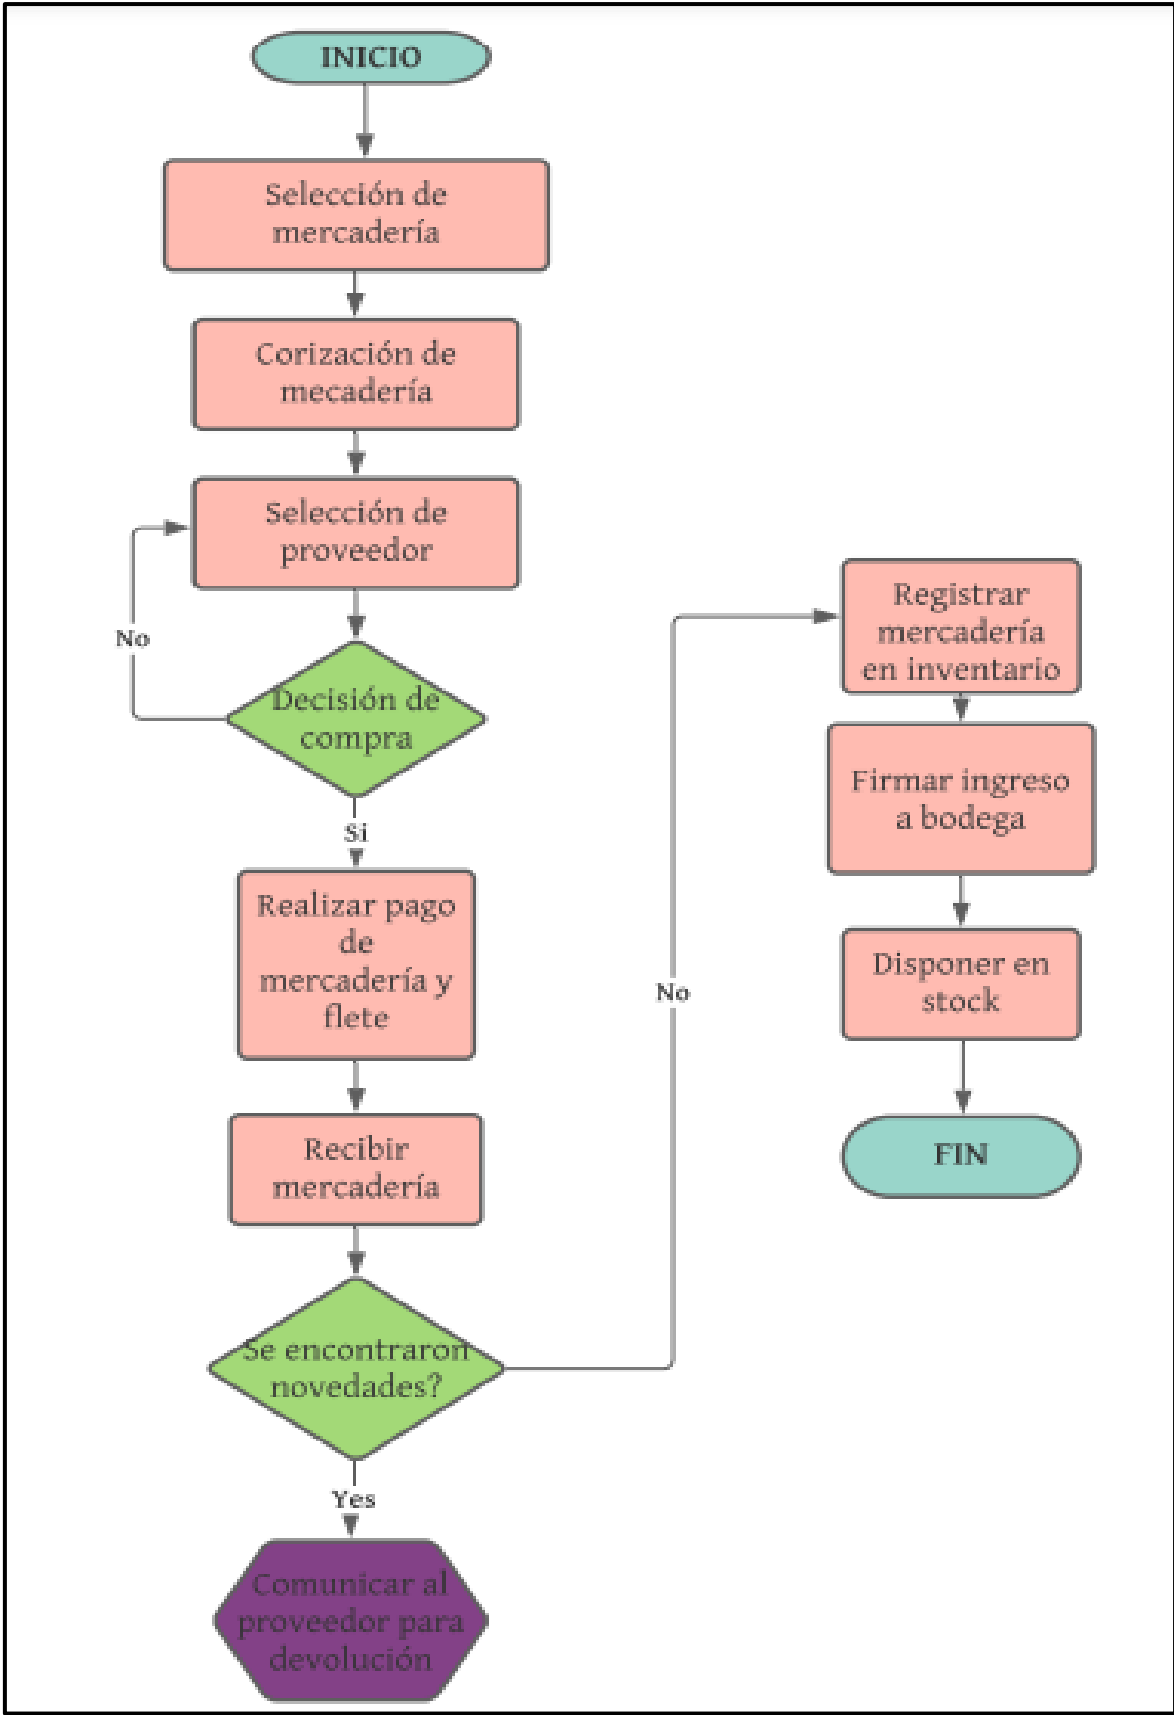 INICIO
Selección de
mercadería
Corización de
mecadería
Selección de
proveedor
No
Decisión de
compra
Si
Realizar pago
de
mercadería y
flete
Recibir
mercadería
Se encontraron
novedades?
Yes
Comunicar al
proveedor para
devolución
No
Registrar
mercadería
en inventario
Firmar ingreso
a bodega
Disponer en
stock
FIN